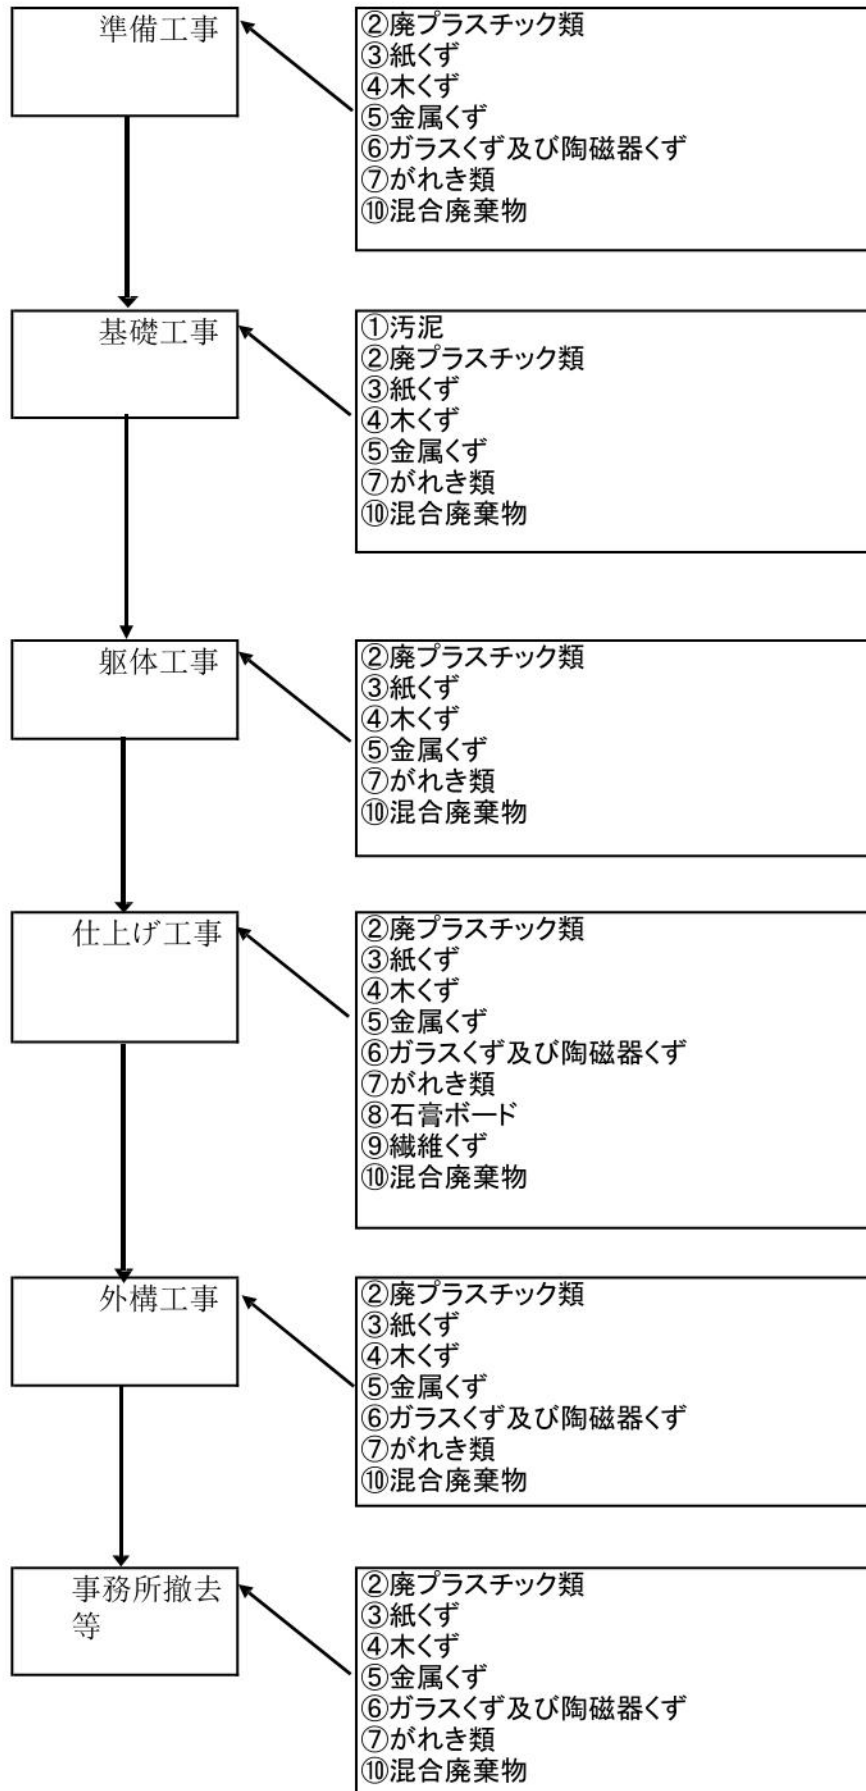 準備工事
②廃プラスチック類
③紙くず
④木くず
⑤金属くず
⑥ガラスくず及び陶磁器くず
⑦がれき類
⑩混合廃棄物
基礎工事
①汚泥
②廃プラスチック類
③紙くず
④木くず
⑤金属くず
⑦がれき類
⑩混合廃棄物
躯体工事
②廃プラスチック類
③紙くず
④木くず
⑤金属くず
⑦がれき類
⑩混合廃棄物
仕上げ工事
②廃プラスチック類
③紙くず
④木くず
⑤金属くず
⑥ガラスくず及び陶磁器くず
⑦がれき類
⑧石膏ボード
⑨繊維くず
⑩混合廃棄物
外構工事
②廃プラスチック類
③紙くず
④木くず
⑤金属くず
⑥ガラスくず及び陶磁器くず
⑦がれき類
⑩混合廃棄物
事務所撤去
等
②廃プラスチック類
③紙くず
④木くず
⑤金属くず
⑥ガラスくず及び陶磁器くず
⑦がれき類
⑩混合廃棄物